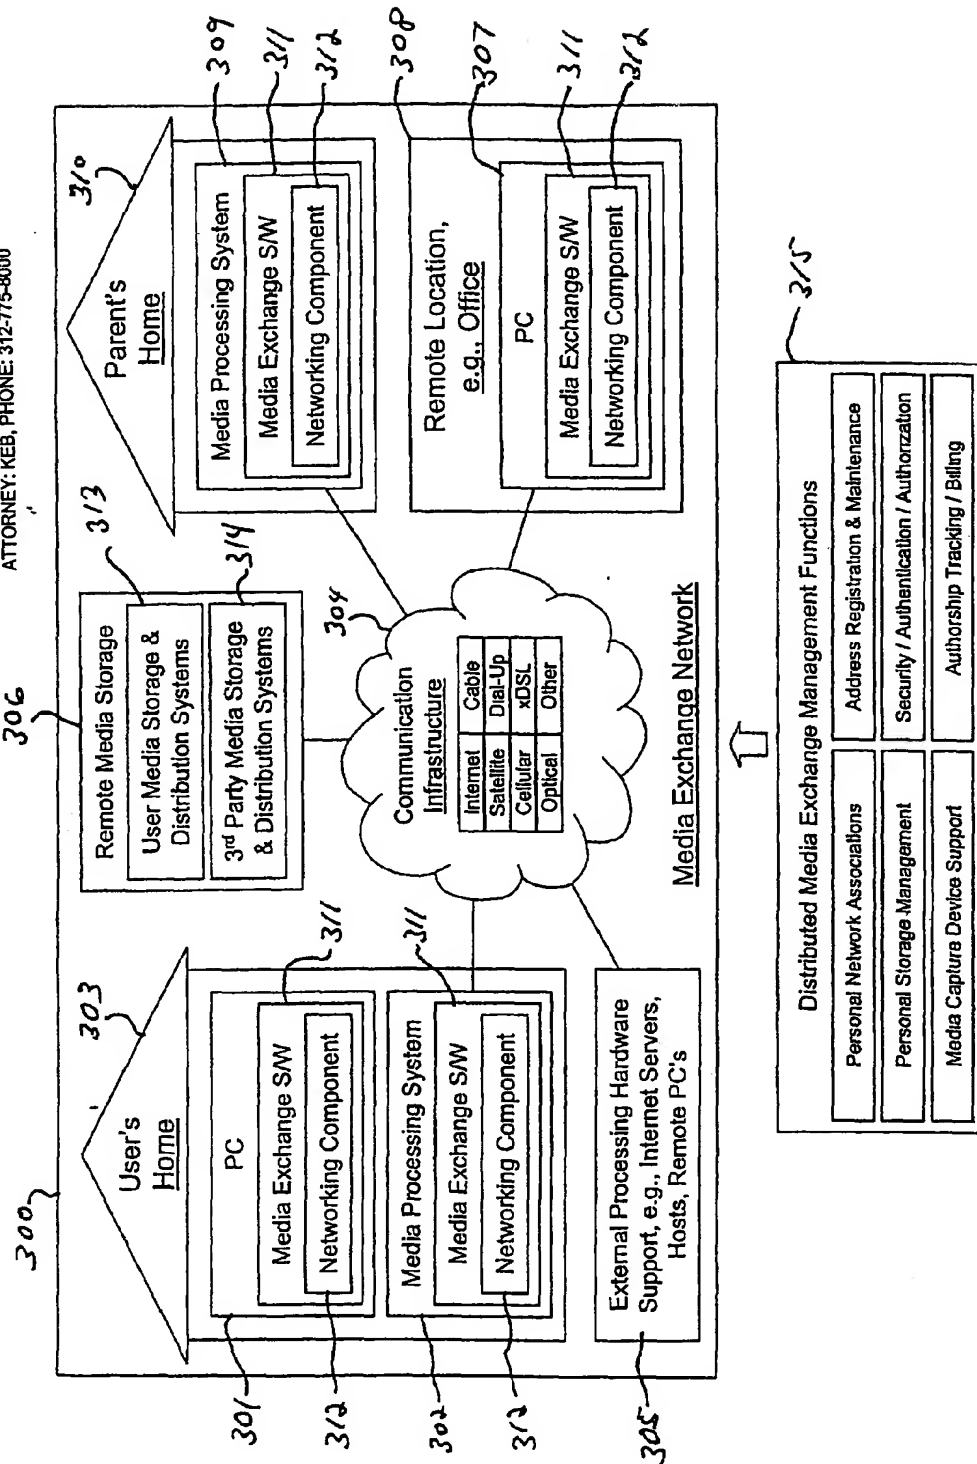 ATTORNEY: KEB, PHONE: 312-775-8000
300
303
User's
Home
PC
Media Exchange S/W
Networking Component
311
301
312
Media Processing System
Media Exchange S/W
Networking Component
311
302
312
External Processing Hardware
Support, e.g., Internet Servers,
Hosts, Remote PC's
305
306
Remote Media Storage
User Media Storage &
Distribution Systems
3rd Party Media Storage
& Distribution Systems
313
314
304
Communication
Infrastructure
Internet Cable
Satellite Dial-Up
Cellular xDSL
Optical Other
Media Exchange Network
310
Parent's
Home
Media Processing System
Media Exchange S/W
Networking Component
309
311
312
308
Remote Location,
e.g., Office
307
PC
Media Exchange S/W
Networking Component
311
312
315
Distributed Media Exchange Management Functions
Personal Network Associations
Address Registration & Maintenance
Personal Storage Management
Security / Authentication / Authorization
Media Capture Device Support
Authorship Tracking / Billing